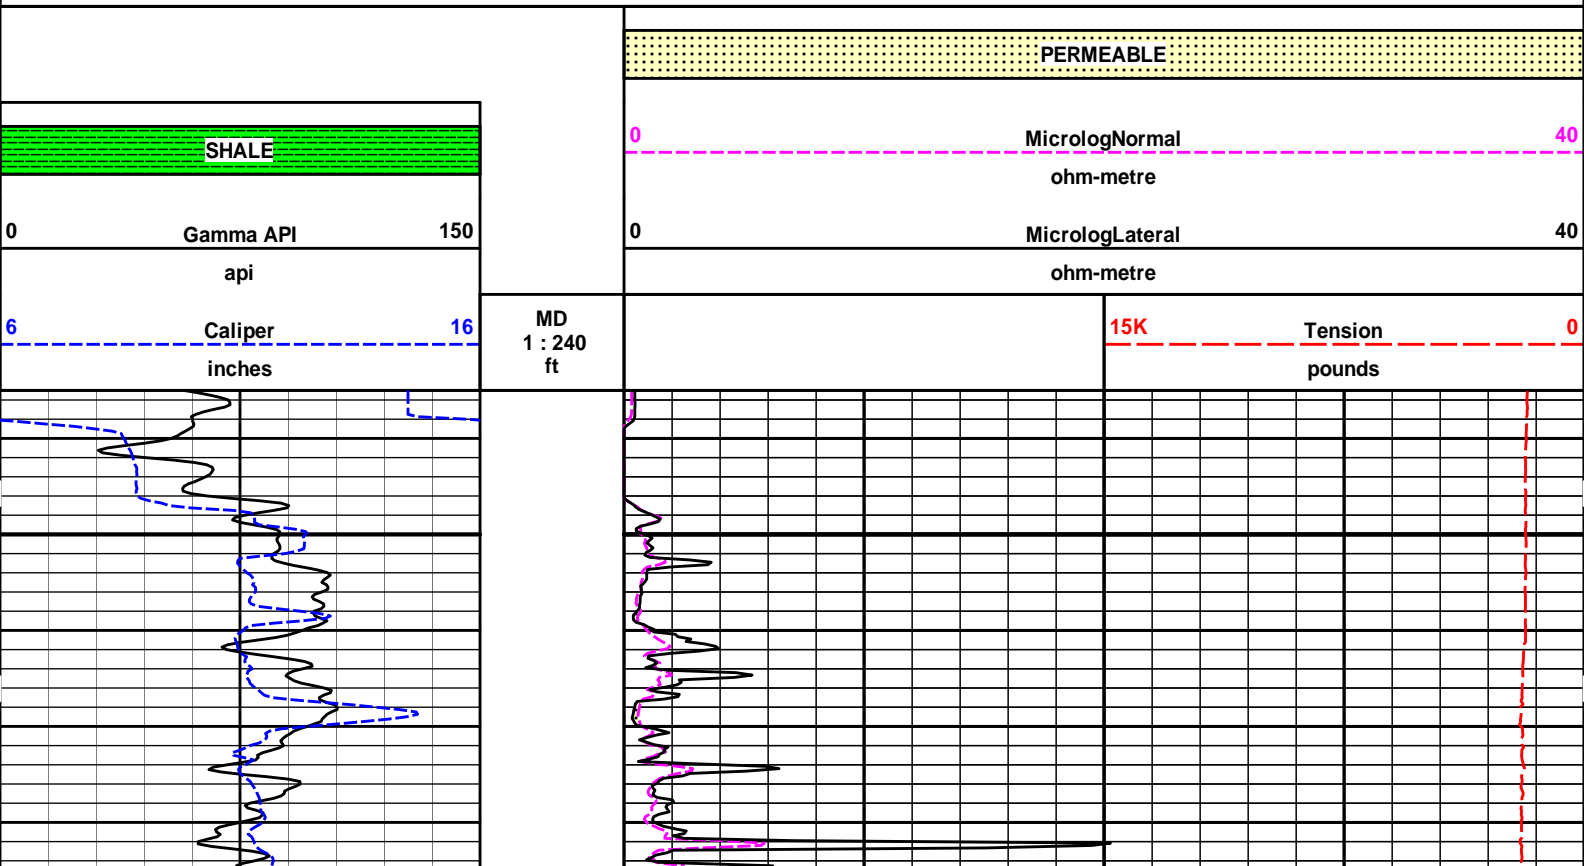 PERMEABLE
0 MicrologNormal 40
ohm-metre
SHALE
0 Gamma API 150
api
0 MicrologLateral 40
ohm-metre
6 Caliper 16
inches
MD
1 : 240
ft
15K Tension 0
pounds